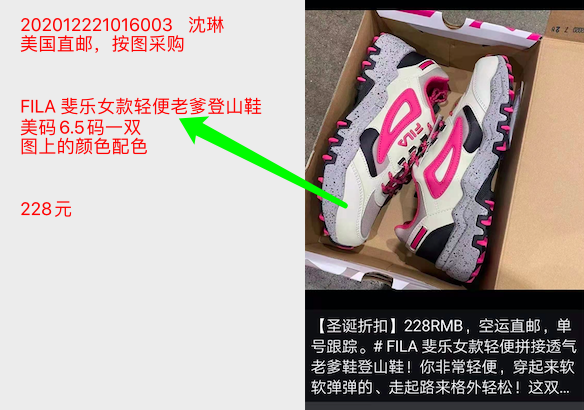 202012221016003 沈琳
美国直邮，按图采购
FILA 斐乐女款轻便老爹登山鞋
美码 6.5码一双
图上的颜色配色
228元
FILA
【圣诞折扣】228RMB，空运直邮，单
号跟踪。# FILA 斐乐女款轻便拼接透气
老爹鞋登山鞋！你非常轻便，穿起来软
软弹弹的、走起路来格外轻松！这双...